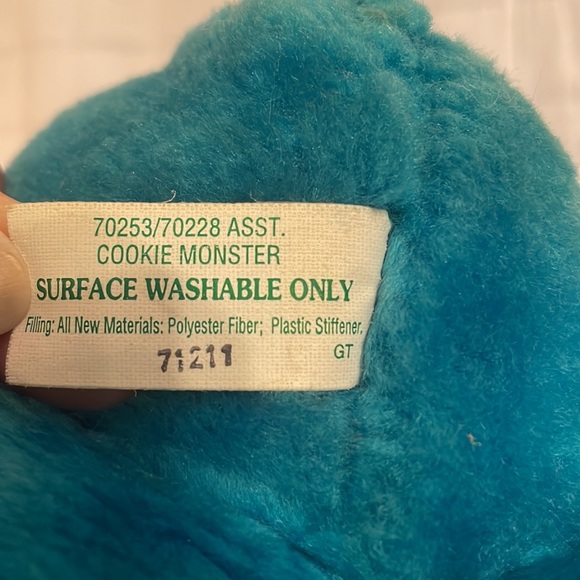 70253/70228 ASST.
COOKIE MONSTER
SURFACE WASHABLE ONLY
Filling: All New Materials: Polyester Fiber; Plastic Stiffener.
71211
GT